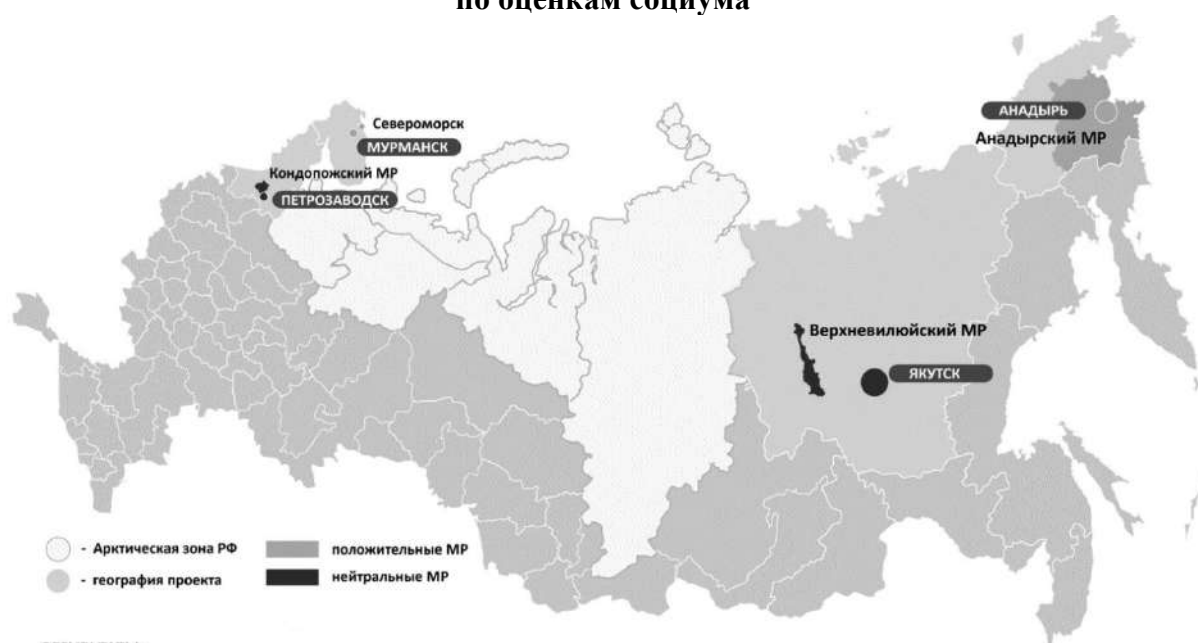 по оценкам социума
АНАДЫРЬ
Анадырский МР
Североморск
МУРМАНСК
Кондопожский МР
ПЕТРОЗАВОДСК
Верхневилюйский МР
ЯКУТСК
- Арктическая зона РФ
положительные МР
- география проекта
нейтральные МР